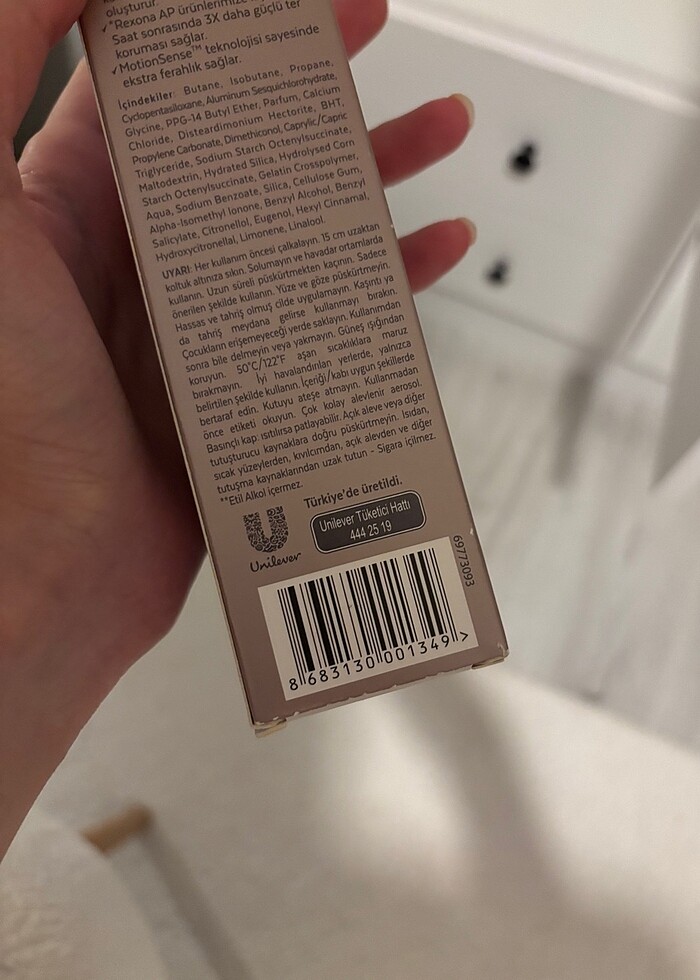 oluşturur.
✓*Rexona AP ürünlerimize
Saat sonrasında 3X daha güçlü ter
koruması sağlar.
✓MotionSense™ teknolojisi sayesinde
ekstra ferahlık sağlar.
İçindekiler: Butane, Isobutane, Propane,
Cyclopentasiloxane, Aluminum Sesquichlorohydrate,
Glycine, PPG-14 Butyl Ether, Parfum, Calcium
Chloride, Disteardimonium Hectorite, BHT,
Propylene Carbonate, Dimethiconol, Caprylic/Capric
Triglyceride, Sodium Starch Octenylsuccinate,
Maltodextrin, Hydrated Silica, Hydrolysed Corn
Starch Octenylsuccinate, Gelatin Crosspolymer,
Aqua, Sodium Benzoate, Silica, Cellulose Gum,
Alpha-Isomethyl Ionone, Benzyl Alcohol, Benzyl
Salicylate, Citronellol, Eugenol, Hexyl Cinnamal,
Hydroxycitronellal, Limonene, Linalool.
UYARI: Her kullanım öncesi çalkalayın. 15 cm uzaktan
koltuk altınıza sıkın. Solumayın ve havadar ortamlarda
kullanın. Uzun süreli püskürtmekten kaçının. Sadece
önerilen şekilde kullanın. Yüze ve göze püskürtmeyin.
Hassas ve tahriş olmuş cilde uygulamayın. Kaşıntı ya
da tahriş meydana gelirse kullanmayı bırakın.
Çocukların erişemeyeceği yerde saklayın. Kullanımdan
sonra bile delmeyin veya yakmayın. Güneş ışığından
koruyun. 50°C/122°F aşan sıcaklıklara maruz
bırakmayın. İyi havalandırılan yerlerde, yalnızca
belirtilen şekilde kullanın. İçeriği/kabı uygun şekillerde
bertaraf edin. Kutuyu ateşe atmayın. Kullanmadan
önce etiketi okuyun. Çok kolay alevlenir aerosol.
Basınçlı kap ısıtılırsa patlayabilir. Açık aleve veya diğer
tutuşturucu kaynaklara doğru püskürtmeyin. Isıdan,
sıcak yüzeylerden, kıvılcımdan, açık alevden ve diğer
tutuşma kaynaklarından uzak tutun - Sigara içilmez.
**Etil Alkol içermez.
Türkiye'de üretildi.
Unilever Tüketici Hattı
444 25 19
Unilever
69773093
8 683130 001349 >